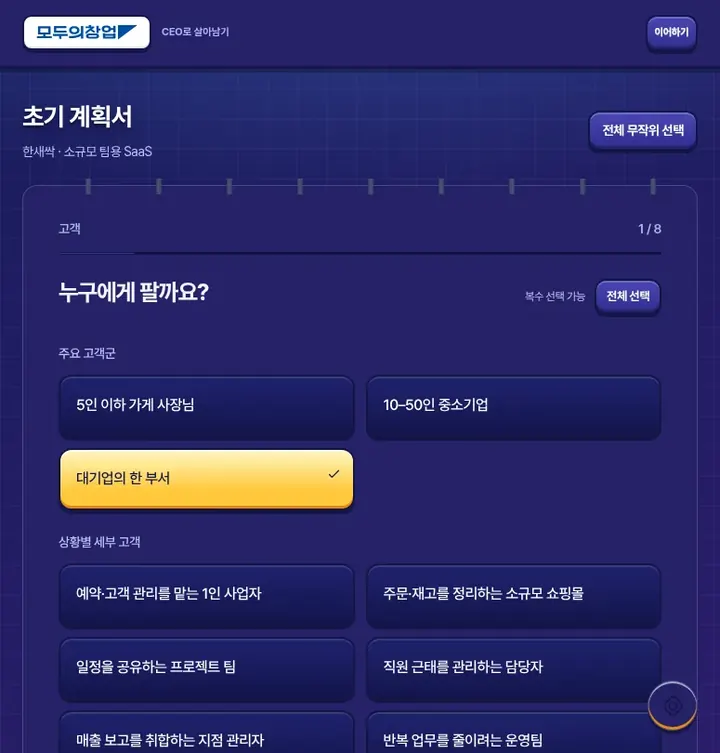 모두의창업
CEO로 살아남기
이어하기
초기 계획서
전체 무작위 선택
한새싹 · 소규모 팀용 SaaS
고객
1 / 8
누구에게 팔까요?
복수 선택 가능
전체 선택
주요 고객군
5인 이하 가게 사장님
10–50인 중소기업
대기업의 한 부서
상황별 세부 고객
예약·고객 관리를 맡는 1인 사업자
주문·재고를 정리하는 소규모 쇼핑몰
일정을 공유하는 프로젝트 팀
직원 근태를 관리하는 담당자
매출 보고를 취합하는 지점 관리자
반복 업무를 줄이려는 운영팀